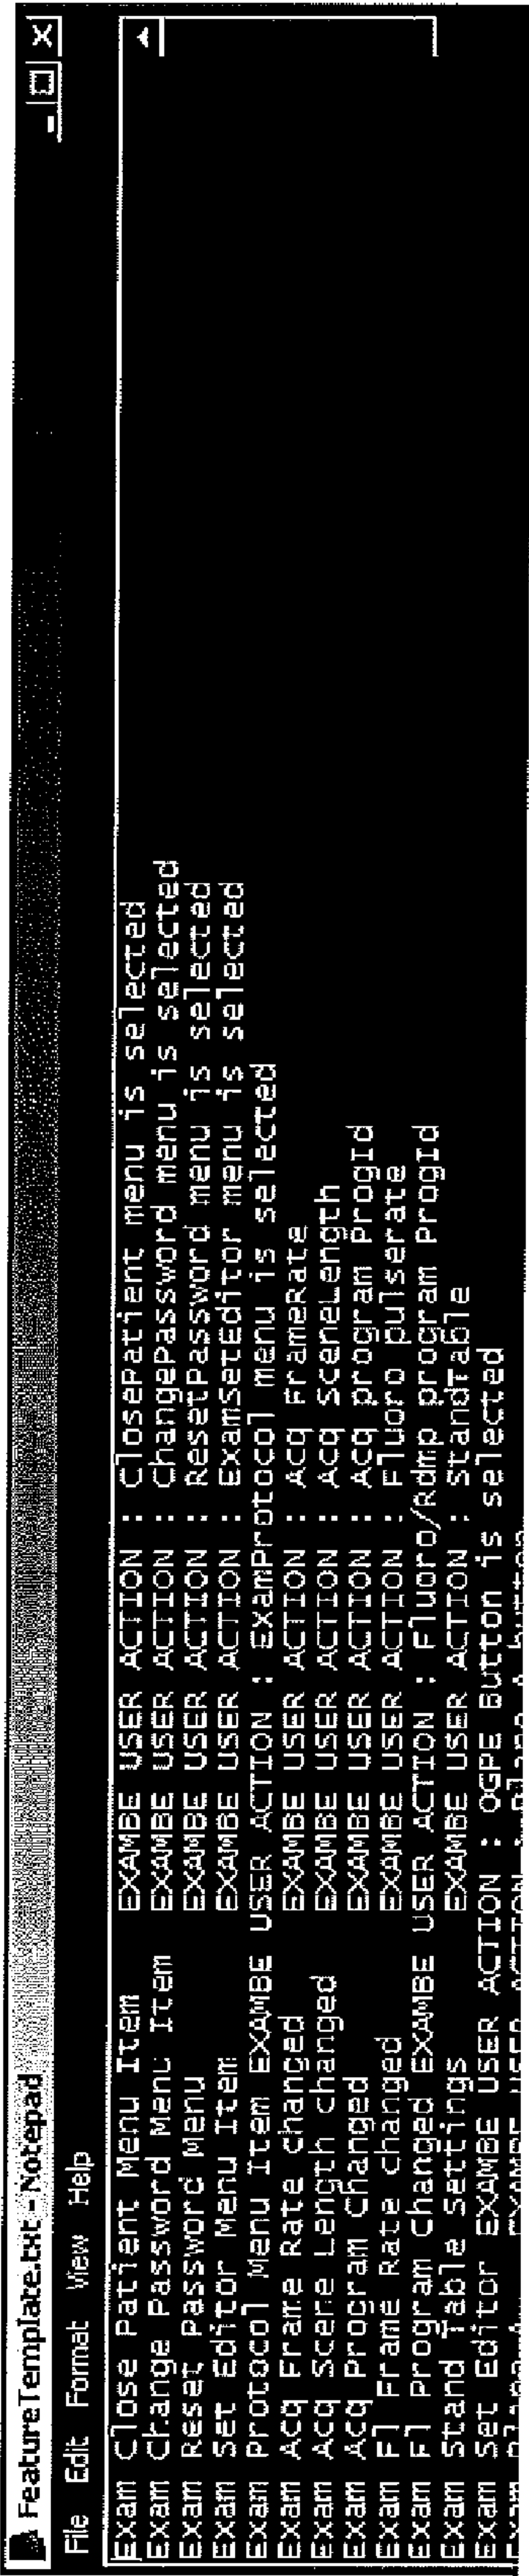 FeatureTemplate.txt - Notepad
File Edit Format View Help
Exam Close Patient Menu Item EXAMBE USER ACTION : ClosePatient menu is selected
Exam Change Password Menu Item EXAMBE USER ACTION : ChangePassword menu is selected
Exam Reset Password Menu EXAMBE USER ACTION : ResetPassword menu is selected
Exam Set Editor Menu Item EXAMBE USER ACTION : ExamSetEditor menu is selected
Exam Protocol Menu Item EXAMBE USER ACTION : ExamProtocol menu is selected
Exam Acq Frame Rate changed EXAMBE USER ACTION : Acq FrameRate
Exam Acq Scene Length changed EXAMBE USER ACTION : Acq SceneLength
Exam Acq Program Changed EXAMBE USER ACTION : Acq program ProgId
Exam Fl Frame Rate changed EXAMBE USER ACTION : Fluoro pulserate
Exam Fl Program Changed EXAMBE USER ACTION : Fluoro/Rdmp program ProgId
Exam Stand Table Settings EXAMBE USER ACTION : StandTable
Exam Set Editor EXAMBE USER ACTION : OGPE Button is selected
Exam EXAMBE USER ACTION :